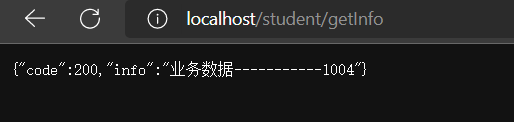 localhost/student/getInfo
{"code":200,"info":"业务数据-----------1004"}